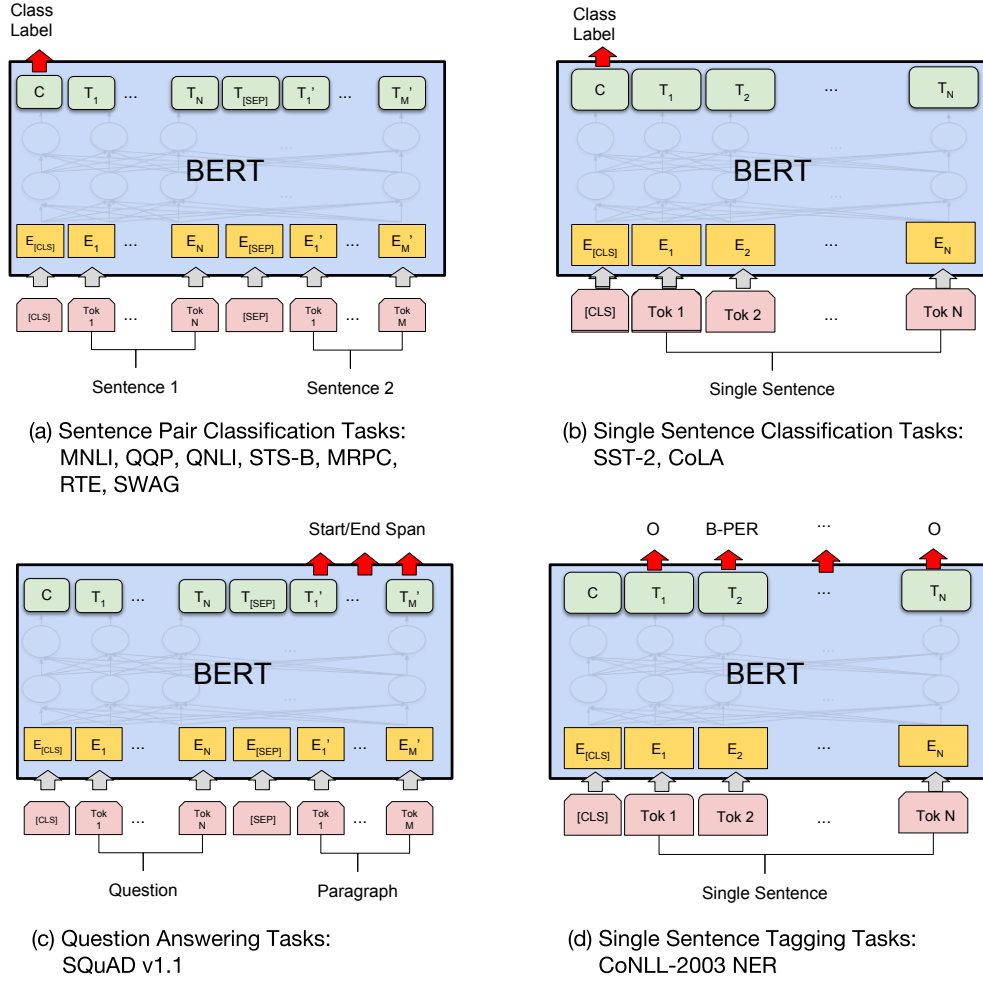 Class
Label
C T1 ... TN T[SEP] T1' ... TM'
...
BERT
...
E[CLS] E1 ... EN E[SEP] E1' ... EM'
[CLS] Tok 1 ... Tok N [SEP] Tok 1 ... Tok M
Sentence 1 Sentence 2
(a) Sentence Pair Classification Tasks:
MNLI, QQP, QNLI, STS-B, MRPC,
RTE, SWAG
Class
Label
C T1 T2 ... TN
...
BERT
...
E[CLS] E1 E2 ... EN
[CLS] Tok 1 Tok 2 ... Tok N
Single Sentence
(b) Single Sentence Classification Tasks:
SST-2, CoLA
Start/End Span
C T1 ... TN T[SEP] T1' ... TM'
...
BERT
...
E[CLS] E1 ... EN E[SEP] E1' ... EM'
[CLS] Tok 1 ... Tok N [SEP] Tok 1 ... Tok M
Question Paragraph
(c) Question Answering Tasks:
SQuAD v1.1
O B-PER ... O
C T1 T2 ... TN
...
BERT
...
E[CLS] E1 E2 ... EN
[CLS] Tok 1 Tok 2 ... Tok N
Single Sentence
(d) Single Sentence Tagging Tasks:
CoNLL-2003 NER